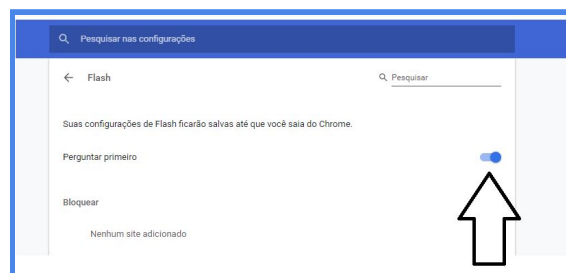 Pesquisar nas configurações
Flash
Pesquisar
Suas configurações de Flash ficarão salvas até que você saia do Chrome.
Perguntar primeiro
Bloquear
Nenhum site adicionado